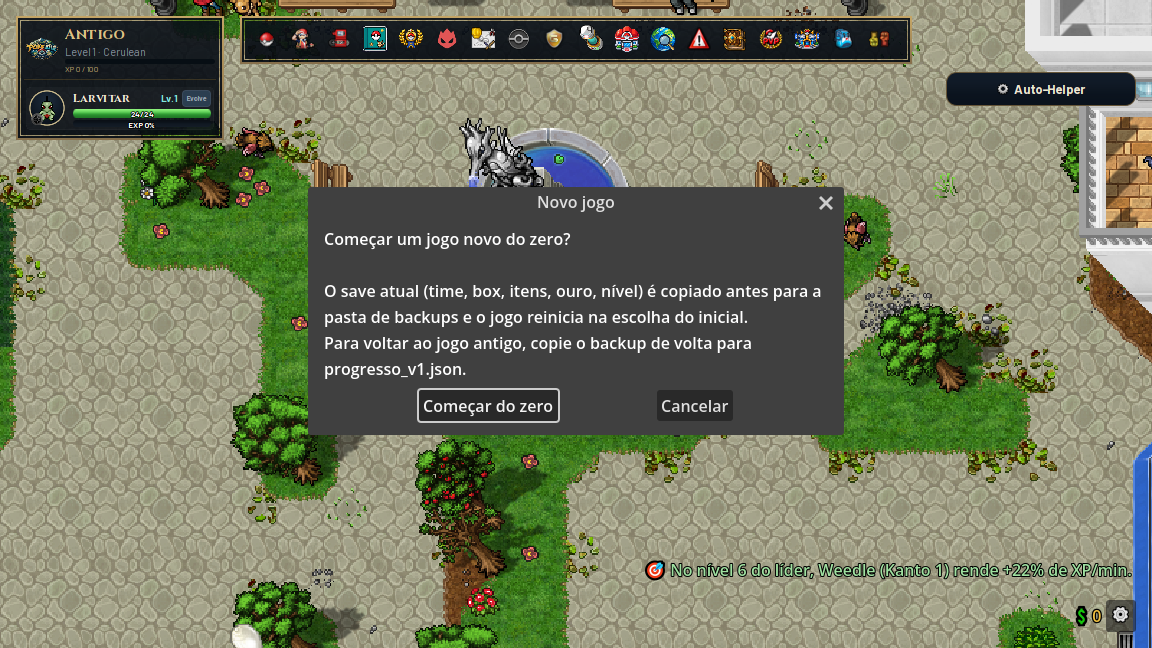 ANTIGO
Level 1 · Cerulean
XP 0 / 100
LARVITAR
Lv.1
Evolve
24/24
EXP 0%
Auto-Helper
Novo jogo
Começar um jogo novo do zero?
O save atual (time, box, itens, ouro, nível) é copiado antes para a
pasta de backups e o jogo reinicia na escolha do inicial.
Para voltar ao jogo antigo, copie o backup de volta para
progresso_v1.json.
Começar do zero
Cancelar
No nível 6 do líder, Weedle (Kanto 1) rende +22% de XP/min.
$ 0